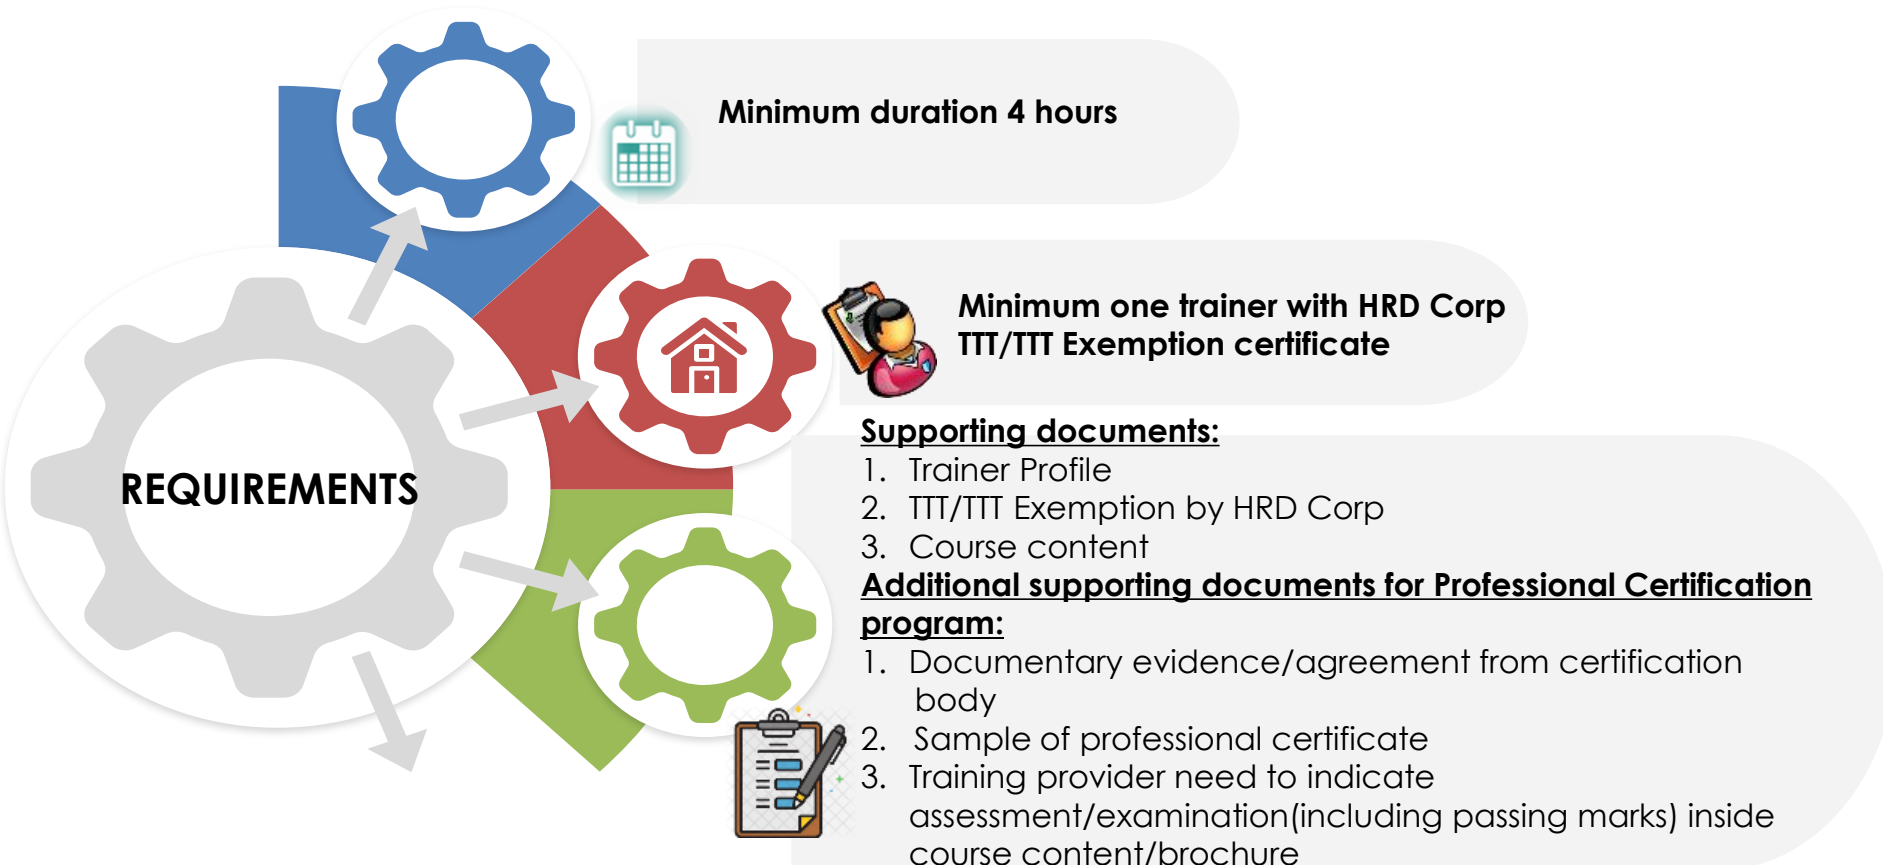 Minimum duration 4 hours
Minimum one trainer with HRD Corp
TTT/TTT Exemption certificate
REQUIREMENTS
Supporting documents:
1. Trainer Profile
2. TTT/TTT Exemption by HRD Corp
3. Course content
Additional supporting documents for Professional Certification
program:
1. Documentary evidence/agreement from certification
body
2. Sample of professional certificate
3. Training provider need to indicate
assessment/examination(including passing marks) inside
course content/brochure